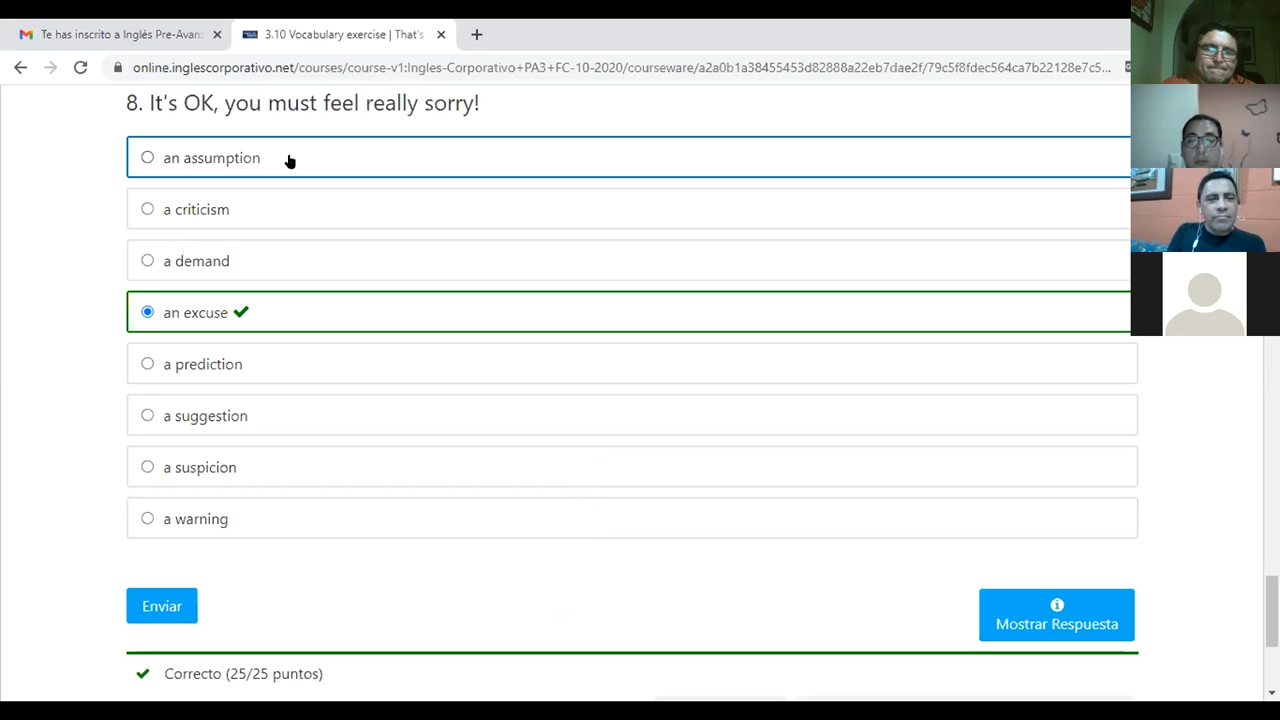 Te has inscrito a Inglés Pre-Avan
3.10 Vocabulary exercise | That's
online.inglescorporativo.net/courses/course-v1:Ingles-Corporativo+PA3+FC-10-2020/courseware/a2a0b1a38455453d82888a22eb7dae2f/79c5f8fdec564ca7b22128e7c5...
8. It's OK, you must feel really sorry!
an assumption
a criticism
a demand
an excuse
a prediction
a suggestion
a suspicion
a warning
Enviar
Mostrar Respuesta
Correcto (25/25 puntos)